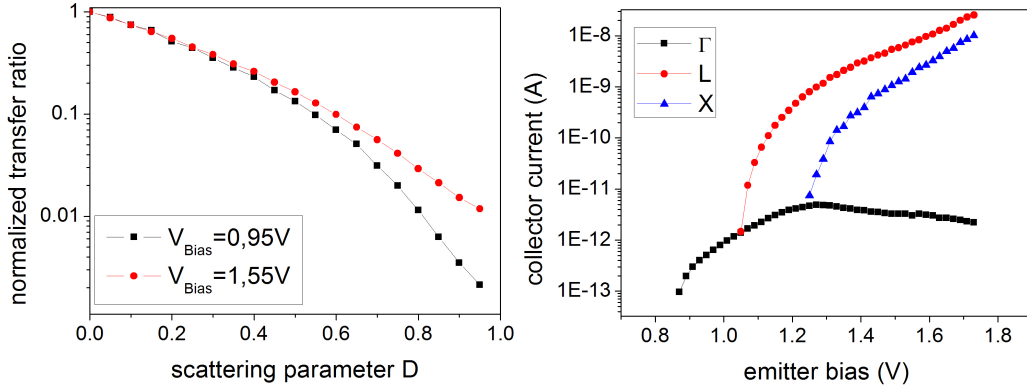 1
0.1
0.01
normalized transfer ratio
V_Bias=0,95V
V_Bias=1,55V
0.0 0.2 0.4 0.6 0.8 1.0
scattering parameter D
1E-8
1E-9
1E-10
1E-11
1E-12
1E-13
collector current (A)
Γ
L
X
0.8 1.0 1.2 1.4 1.6 1.8
emitter bias (V)